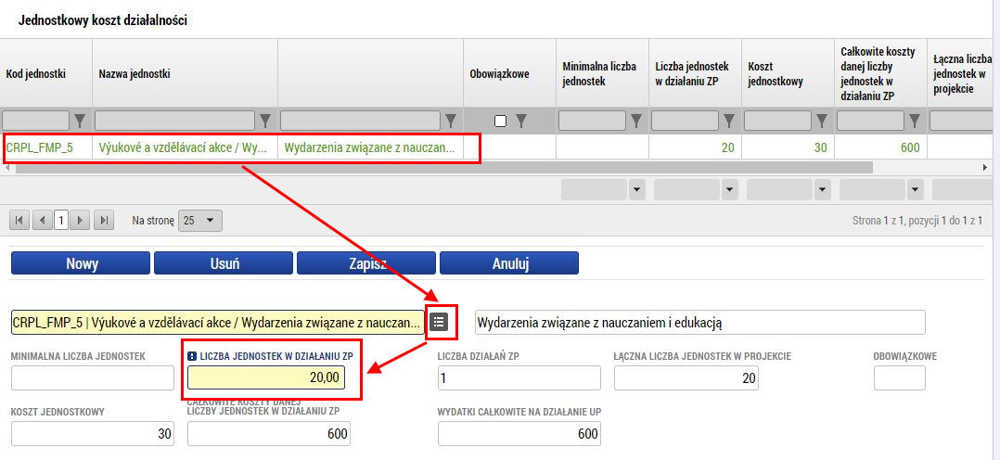 Jednostkowy koszt działalności
Kod jednostki
Nazwa jednostki
Obowiązkowe
Minimalna liczba jednostek
Liczba jednostek w działaniu ZP
Koszt jednostkowy
Całkowite koszty danej liczby jednostek w działaniu ZP
Łączna liczba jednostek w projekcie
CRPL_FMP_5 Výukové a vzdělávací akce / Wy... Wydarzenia związane z nauczan... 20 30 600
1 Na stronę 25 Strona 1 z 1, pozycji 1 do 1 z 1
Nowy Usuń Zapisz Anuluj
CRPL_FMP_5 | Výukové a vzdělávací akce / Wydarzenia związane z nauczan... Wydarzenia związane z nauczaniem i edukacją
MINIMALNA LICZBA JEDNOSTEK LICZBA JEDNOSTEK W DZIAŁANIU ZP LICZBA DZIAŁAŃ ZP ŁĄCZNA LICZBA JEDNOSTEK W PROJEKCIE OBOWIĄZKOWE
20,00 1 20
CAŁKOWITE KOSZTY DANEJ
KOSZT JEDNOSTKOWY LICZBY JEDNOSTEK W DZIAŁANIU ZP WYDATKI CAŁKOWITE NA DZIAŁANIE UP
30 600 600